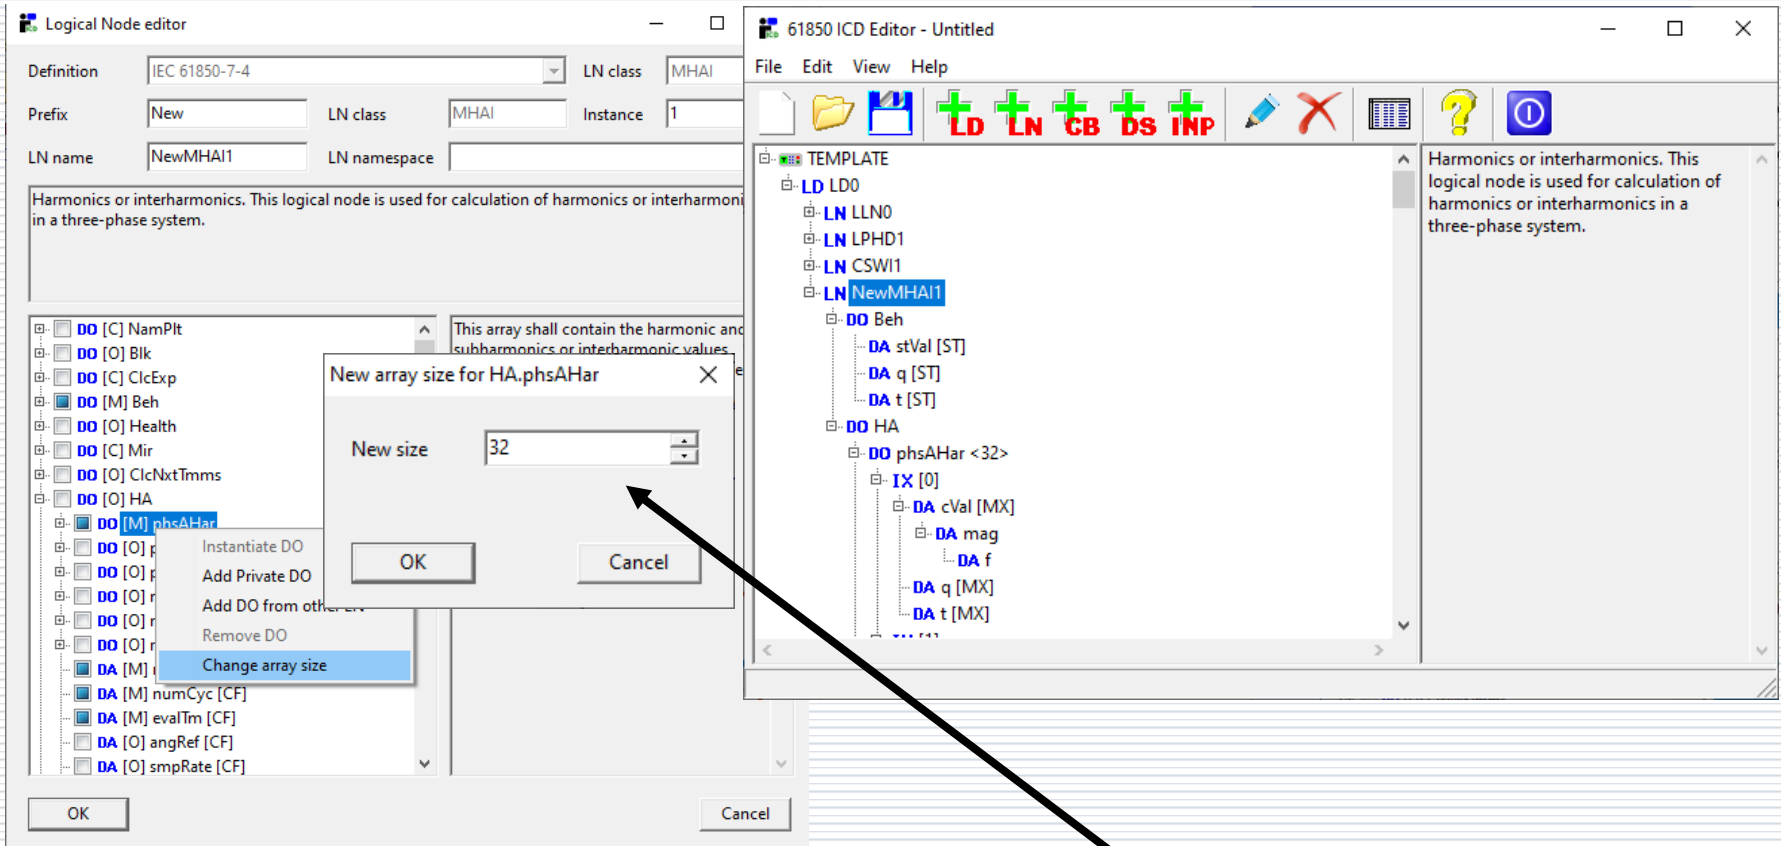 Logical Node editor
Definition
IEC 61850-7-4
LN class
MHAI
Prefix
New
LN class
MHAI
Instance
1
LN name
NewMHAI1
LN namespace
Harmonics or interharmonics. This logical node is used for calculation of harmonics or interharmoni
in a three-phase system.
DO [C] NamPlt
DO [O] Blk
DO [C] ClcExp
DO [M] Beh
DO [O] Health
DO [C] Mir
DO [O] ClcNxtTmms
DO [O] HA
DO [M] phsAHar
DO [O] p
DO [O] p
DO [O] r
DO [O] r
DO [O] r
DA [M]
DA [M] numCyc [CF]
DA [M] evalTm [CF]
DA [O] angRef [CF]
DA [O] smpRate [CF]
This array shall contain the harmonic and
subharmonics or interharmonic values
Instantiate DO
Add Private DO
Add DO from other LN
Remove DO
Change array size
New array size for HA.phsAHar
New size
32
OK
Cancel
OK
Cancel
61850 ICD Editor - Untitled
File Edit View Help
LD LN CB DS INP
TEMPLATE
LD LD0
LN LLN0
LN LPHD1
LN CSWI1
LN NewMHAI1
DO Beh
DA stVal [ST]
DA q [ST]
DA t [ST]
DO HA
DO phsAHar <32>
IX [0]
DA cVal [MX]
DA mag
DA f
DA q [MX]
DA t [MX]
IX [1]
Harmonics or interharmonics. This
logical node is used for calculation of
harmonics or interharmonics in a
three-phase system.